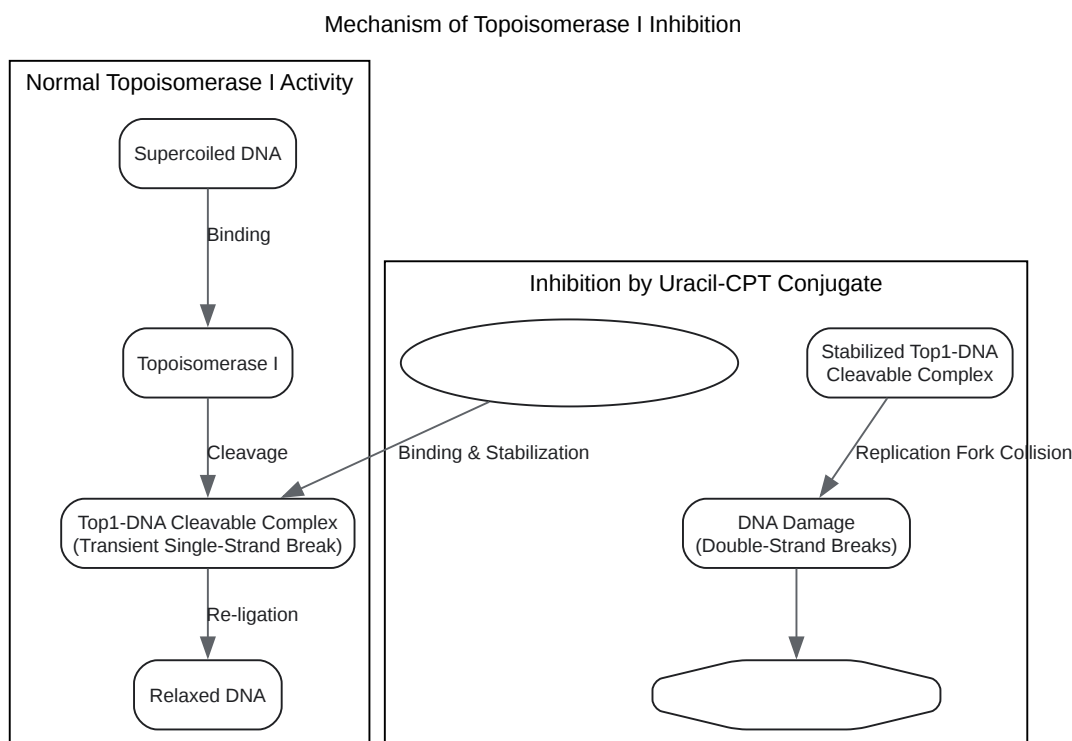 Mechanism of Topoisomerase I Inhibition
Normal Topoisomerase I Activity
Supercoiled DNA
Binding
Topoisomerase I
Cleavage
Top1-DNA Cleavable Complex
(Transient Single-Strand Break)
Re-ligation
Relaxed DNA
Inhibition by Uracil-CPT Conjugate
Binding & Stabilization
Stabilized Top1-DNA
Cleavable Complex
Replication Fork Collision
DNA Damage
(Double-Strand Breaks)